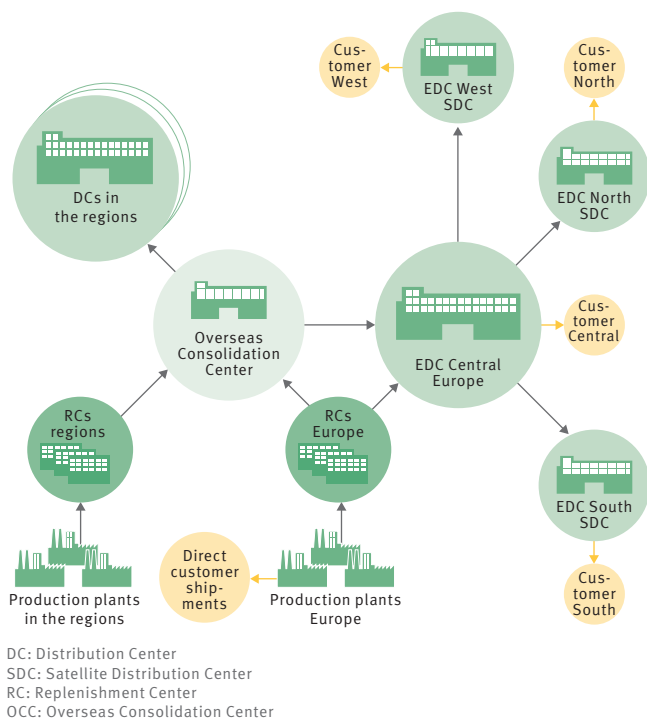 Cus-
tomer
West
EDC West
SDC
Cus-
tomer
North
DCs in
the regions
EDC North
SDC
Overseas
Consolidation
Center
EDC Central
Europe
Cus-
tomer
Central
RCs
regions
RCs
Europe
EDC South
SDC
Production plants
in the regions
Direct
customer
ship-
ments
Production plants
Europe
Cus-
tomer
South
DC: Distribution Center
SDC: Satellite Distribution Center
RC: Replenishment Center
OCC: Overseas Consolidation Center